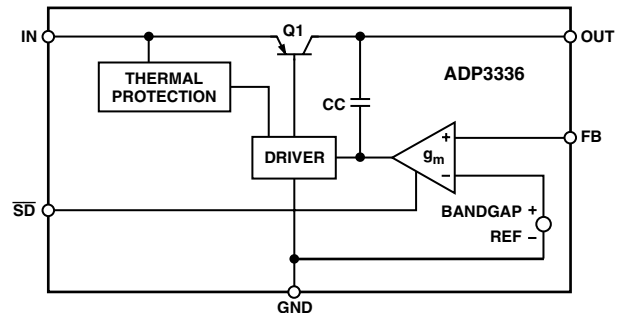 IN
Q1
OUT
THERMAL
PROTECTION
ADP3336
CC
+
gm
−
FB
DRIVER
SD
BANDGAP +
REF −
GND